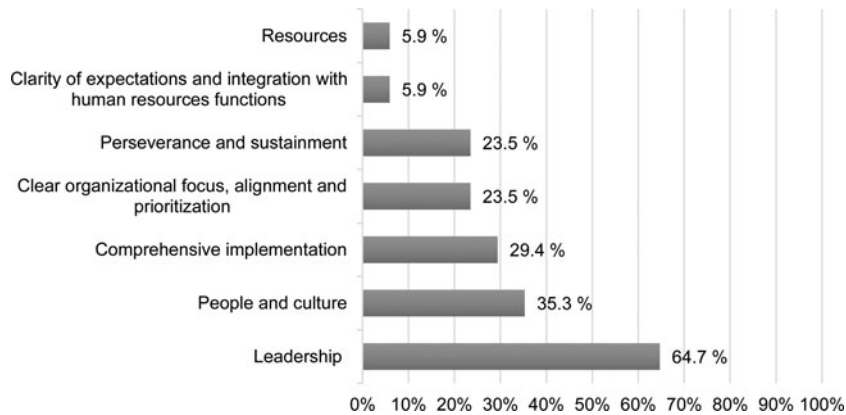 Resources
5.9 %
Clarity of expectations and integration with
human resources functions
5.9 %
Perseverance and sustainment
23.5 %
Clear organizational focus, alignment and
prioritization
23.5 %
Comprehensive implementation
29.4 %
People and culture
35.3 %
Leadership
64.7 %
0% 10% 20% 30% 40% 50% 60% 70% 80% 90% 100%